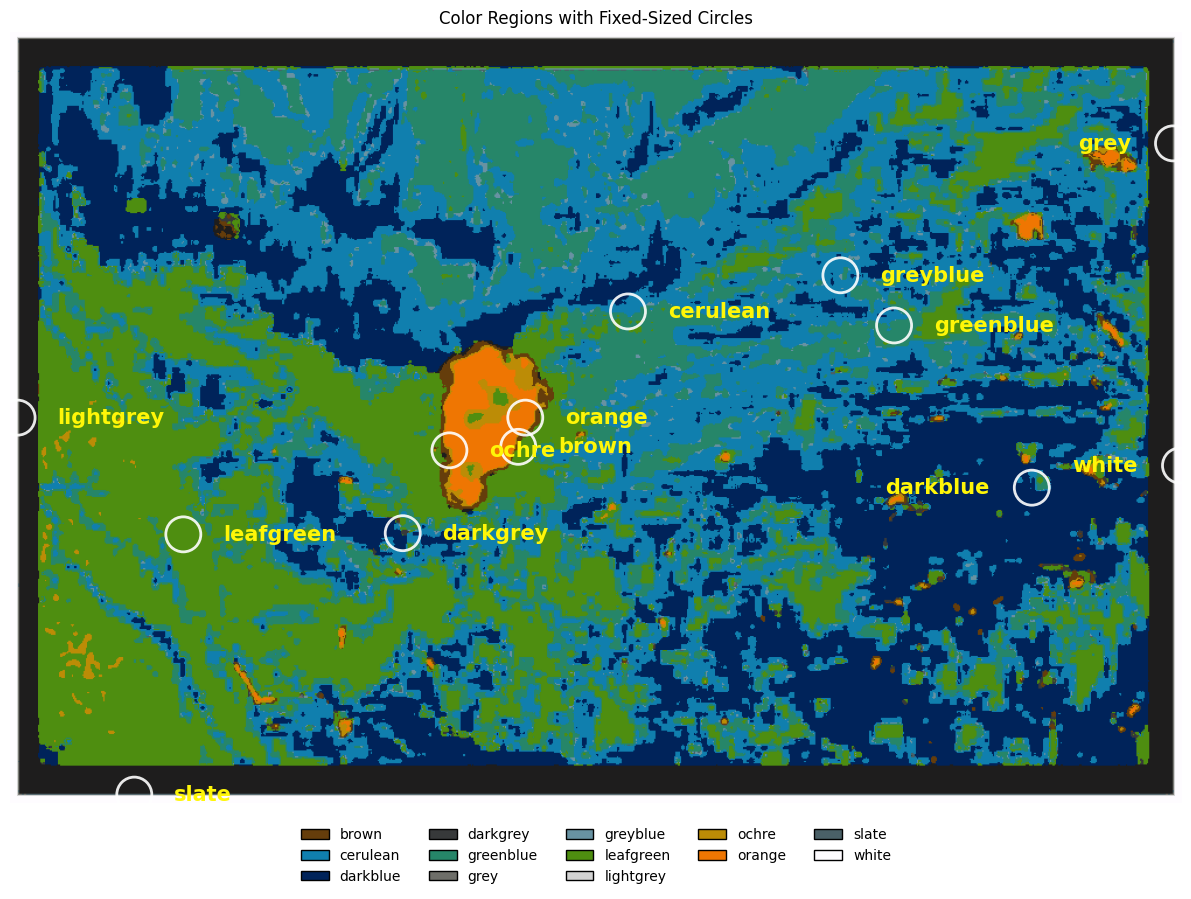 Color Regions with Fixed-Sized Circles
grey
greyblue
cerulean
greenblue
lightgrey
orange
ochre
brown
white
darkblue
leafgreen
darkgrey
slate
brown darkgrey greyblue ochre slate
cerulean greenblue leafgreen orange white
darkblue grey lightgrey